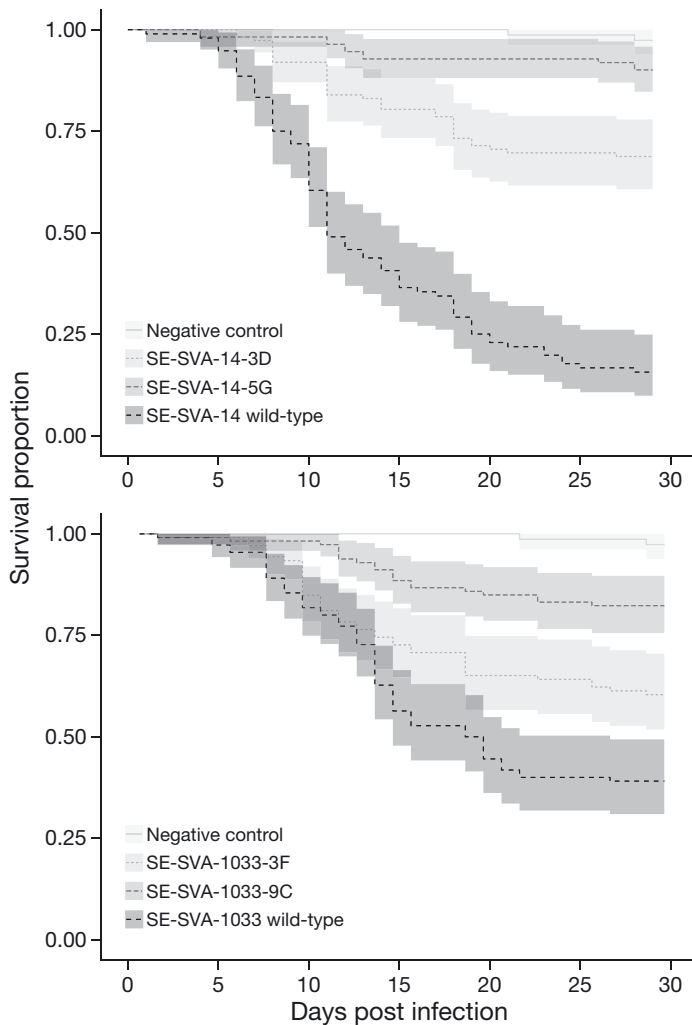 1.00
0.75
0.50
0.25
0.00
Negative control
SE-SVA-14-3D
SE-SVA-14-5G
SE-SVA-14 wild-type
0 5 10 15 20 25 30
Survival proportion
1.00
0.75
0.50
0.25
0.00
Negative control
SE-SVA-1033-3F
SE-SVA-1033-9C
SE-SVA-1033 wild-type
0 5 10 15 20 25 30
Days post infection